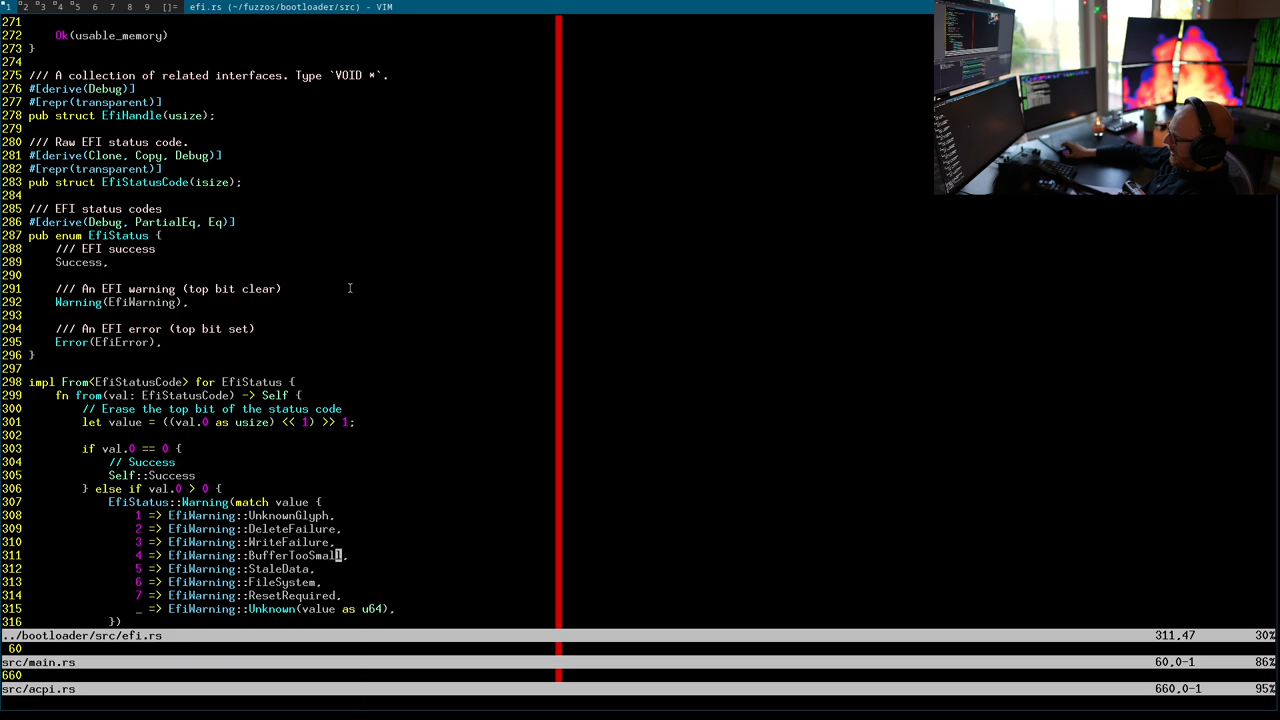 1 2 3 4 5 6 7 8 9 []= efi.rs (~/fuzzos/bootloader/src) - VIM
271
272     Ok(usable_memory)
273 }
274
275 /// A collection of related interfaces. Type `VOID *`.
276 #[derive(Debug)]
277 #[repr(transparent)]
278 pub struct EfiHandle(usize);
279
280 /// Raw EFI status code.
281 #[derive(Clone, Copy, Debug)]
282 #[repr(transparent)]
283 pub struct EfiStatusCode(isize);
284
285 /// EFI status codes
286 #[derive(Debug, PartialEq, Eq)]
287 pub enum EfiStatus {
288     /// EFI success
289     Success,
290
291     /// An EFI warning (top bit clear)
292     Warning(EfiWarning),
293
294     /// An EFI error (top bit set)
295     Error(EfiError),
296 }
297
298 impl From<EfiStatusCode> for EfiStatus {
299     fn from(val: EfiStatusCode) -> Self {
300         // Erase the top bit of the status code
301         let value = ((val.0 as usize) << 1) >> 1;
302
303         if val.0 == 0 {
304             // Success
305             Self::Success
306         } else if val.0 > 0 {
307             EfiStatus::Warning(match value {
308                 1 => EfiWarning::UnknownGlyph,
309                 2 => EfiWarning::DeleteFailure,
310                 3 => EfiWarning::WriteFailure,
311                 4 => EfiWarning::BufferTooSmall,
312                 5 => EfiWarning::StaleData,
313                 6 => EfiWarning::FileSystem,
314                 7 => EfiWarning::ResetRequired,
315                 _ => EfiWarning::Unknown(value as u64),
316             })
../bootloader/src/efi.rs 311,47 30%
60
src/main.rs 60,0-1 86%
660
src/acpi.rs 660,0-1 95%